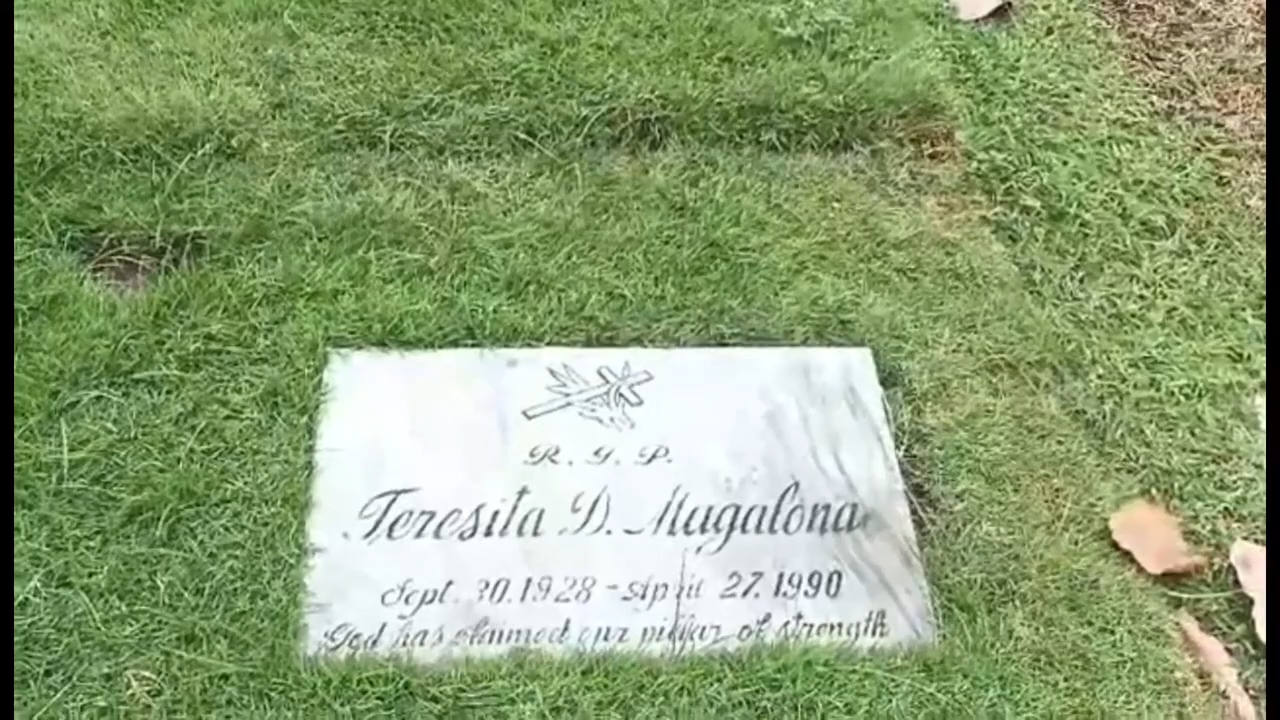 R. I. P.
Teresita D. Magalona
Sept. 30. 1928 - April 27. 1990
God has claimed our pillar of strength